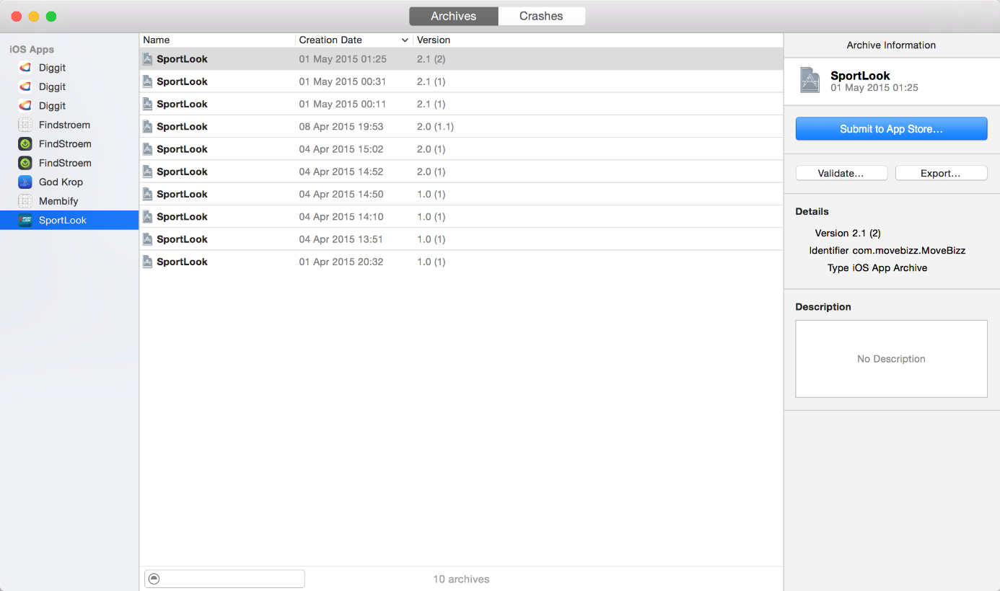 Archives Crashes
iOS Apps
Diggit
Diggit
Diggit
Findstroem
FindStroem
FindStroem
God Krop
Membify
SportLook
Name Creation Date Version
SportLook 01 May 2015 01:25 2.1 (2)
SportLook 01 May 2015 00:31 2.1 (1)
SportLook 01 May 2015 00:11 2.1 (1)
SportLook 08 Apr 2015 19:53 2.0 (1.1)
SportLook 04 Apr 2015 15:02 2.0 (1)
SportLook 04 Apr 2015 14:52 2.0 (1)
SportLook 04 Apr 2015 14:50 1.0 (1)
SportLook 04 Apr 2015 14:10 1.0 (1)
SportLook 04 Apr 2015 13:51 1.0 (1)
SportLook 01 Apr 2015 20:32 1.0 (1)
10 archives
Archive Information
SportLook
01 May 2015 01:25
Submit to App Store...
Validate... Export...
Details
Version 2.1 (2)
Identifier com.movebizz.MoveBizz
Type iOS App Archive
Description
No Description